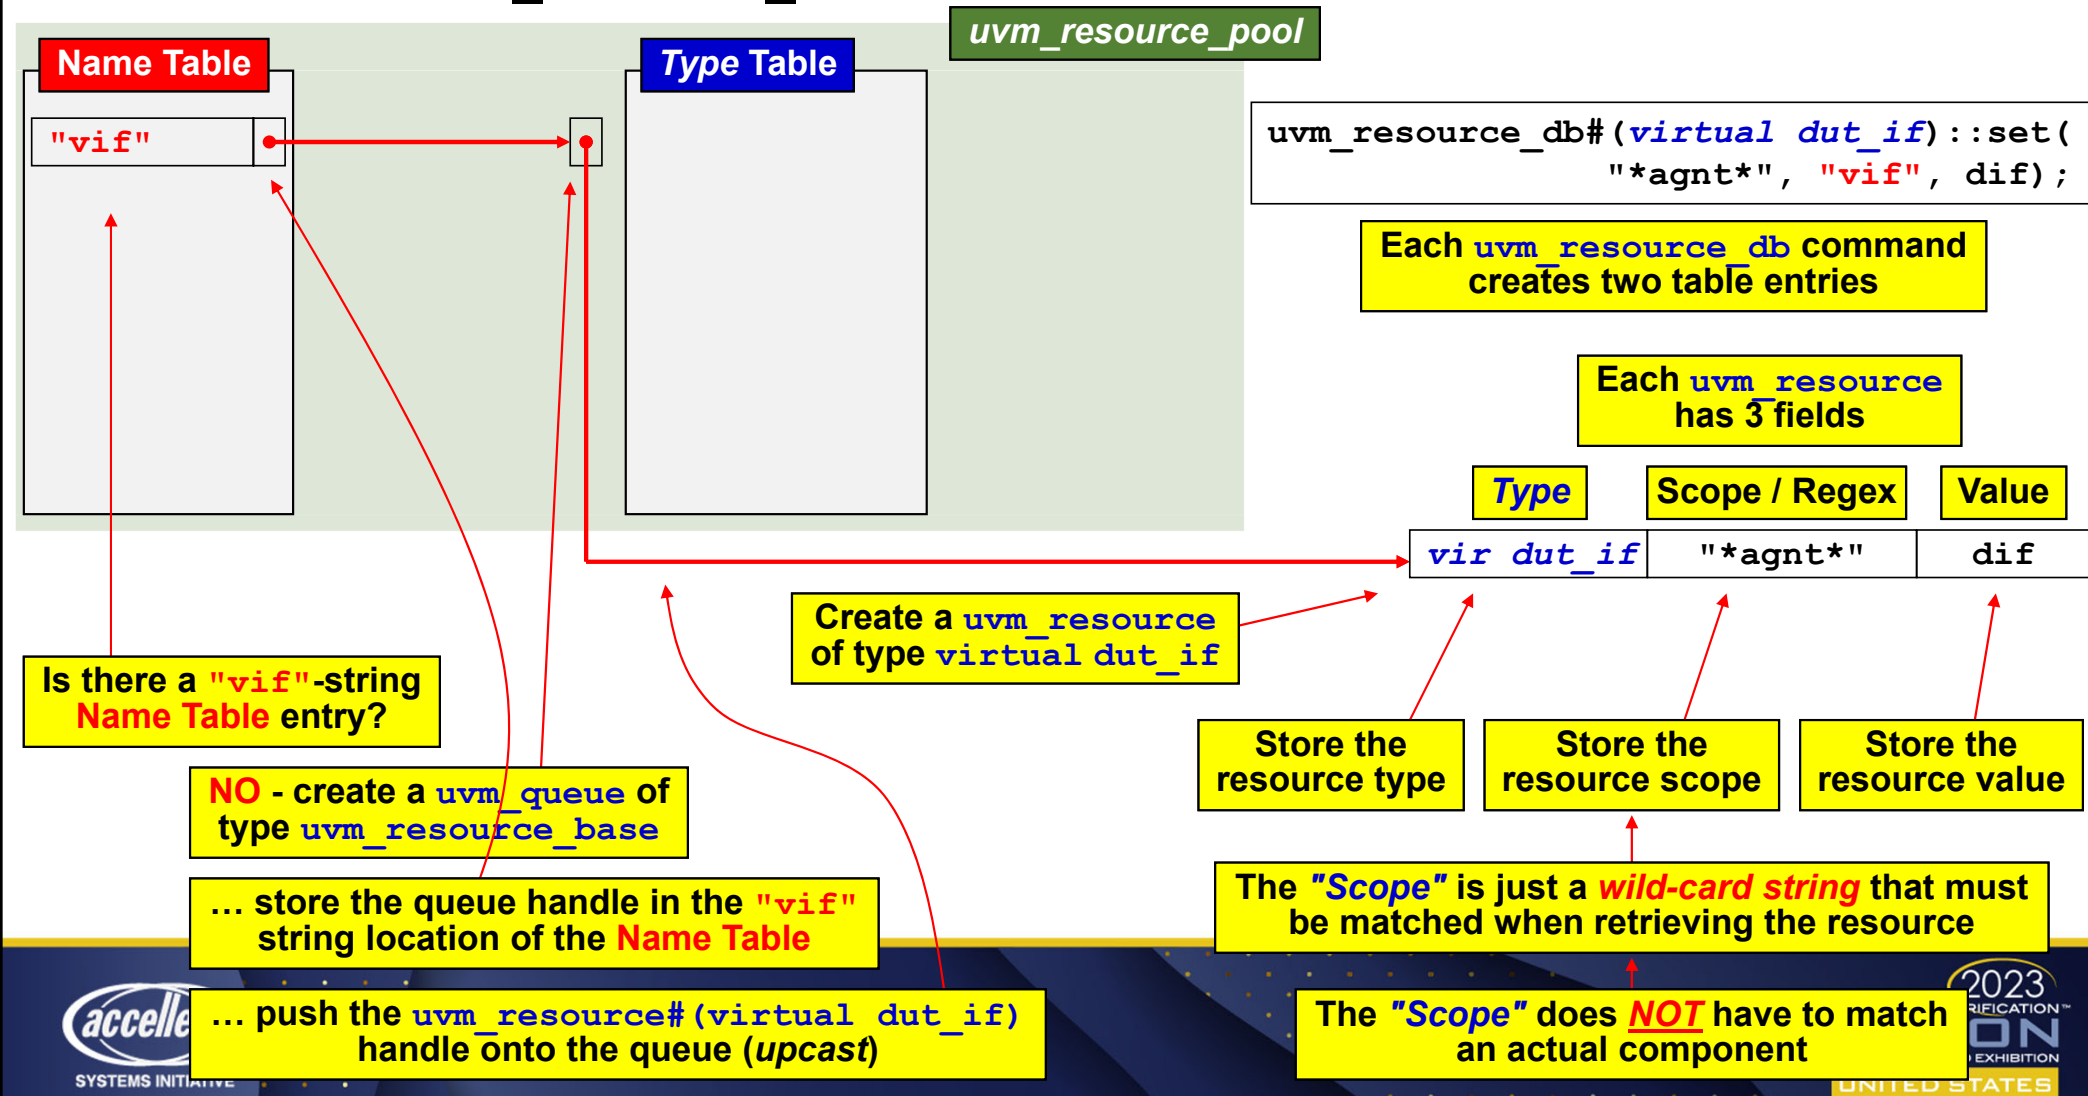 uvm_resource_pool
Name Table
Type Table
"vif"
uvm_resource_db#(virtual dut_if)::set(
"*agnt*", "vif", dif);
Each uvm_resource_db command
creates two table entries
Each uvm_resource
has 3 fields
Type
Scope / Regex
Value
vir dut_if
"*agnt*"
dif
Create a uvm_resource
of type virtual dut_if
Is there a "vif"-string
Name Table entry?
Store the
resource type
Store the
resource scope
Store the
resource value
NO - create a uvm_queue of
type uvm_resource_base
… store the queue handle in the "vif"
string location of the Name Table
The "Scope" is just a wild-card string that must
be matched when retrieving the resource
… push the uvm_resource#(virtual dut_if)
handle onto the queue (upcast)
The "Scope" does NOT have to match
an actual component
SYSTEMS INITIATIVE
2023
EXHIBITION
UNITED STATES